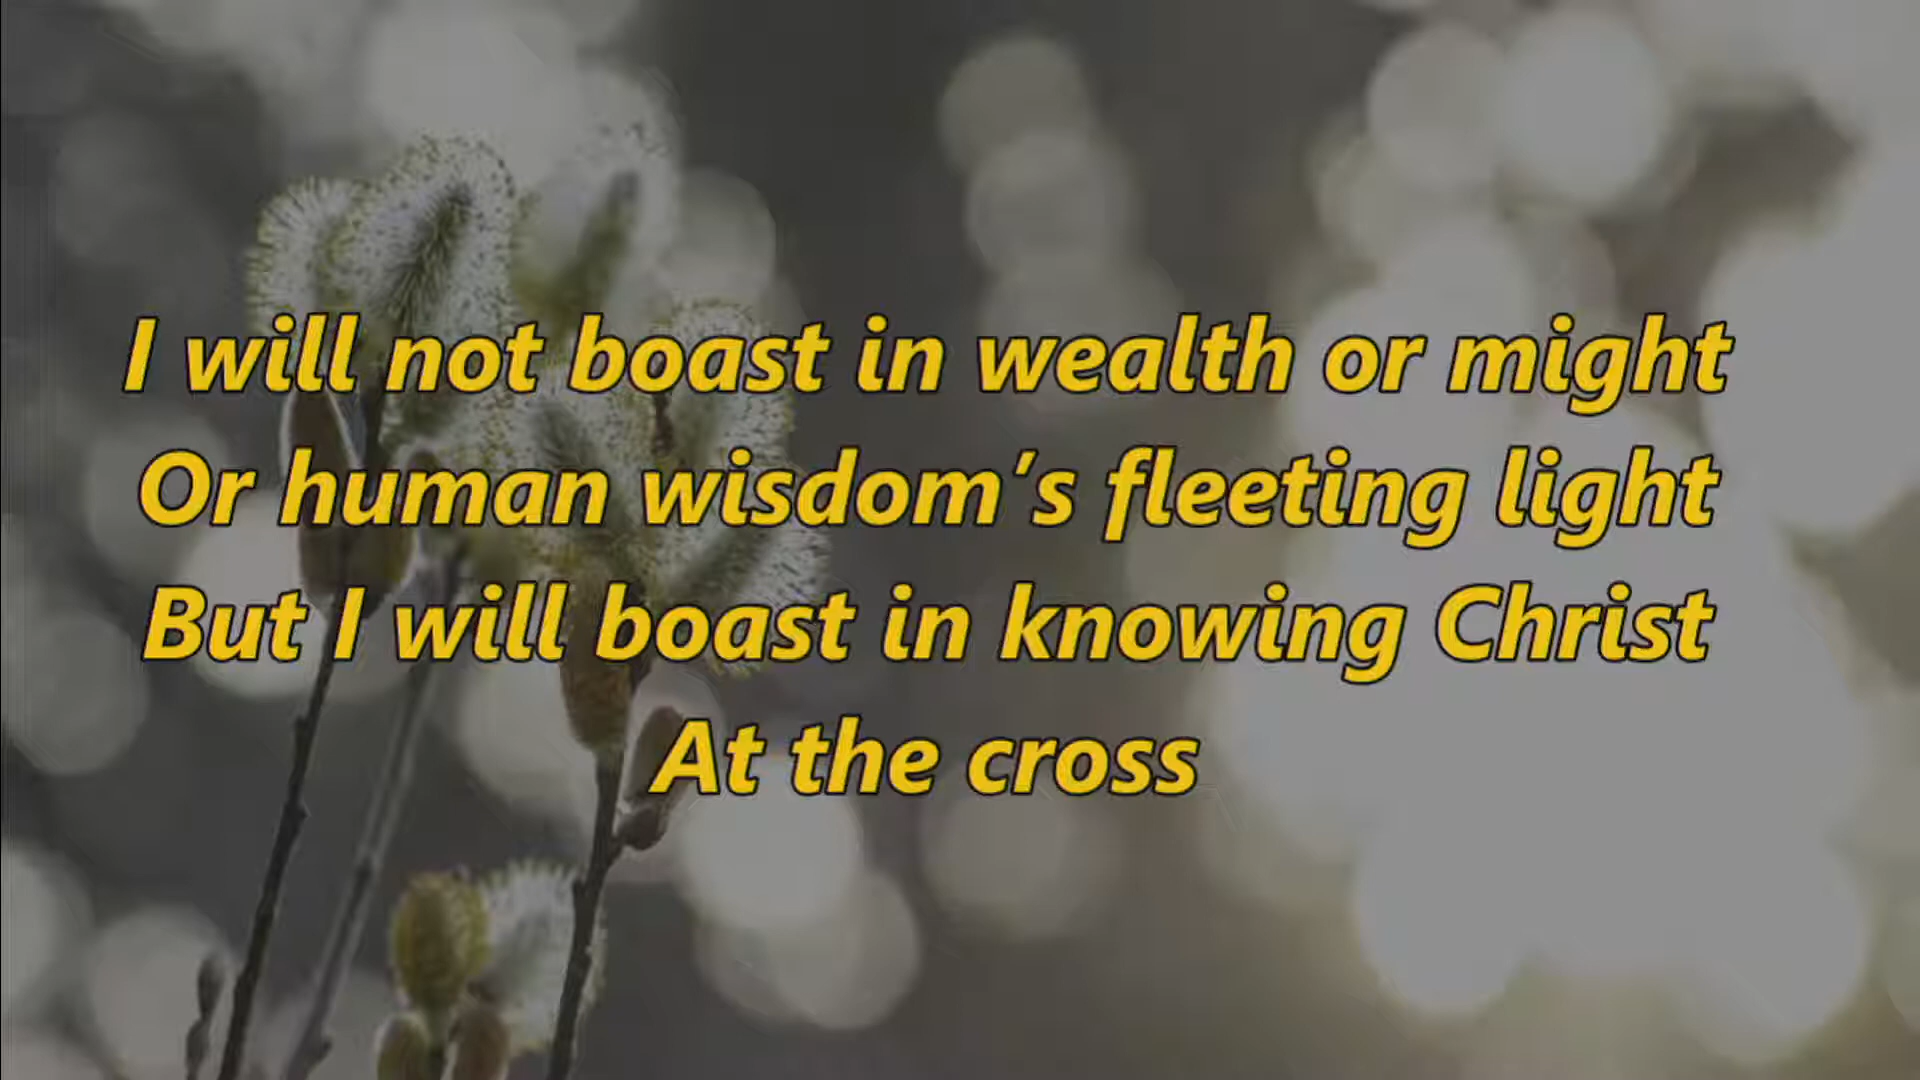 I will not boast in wealth or might
Or human wisdom's fleeting light
But I will boast in knowing Christ
At the cross